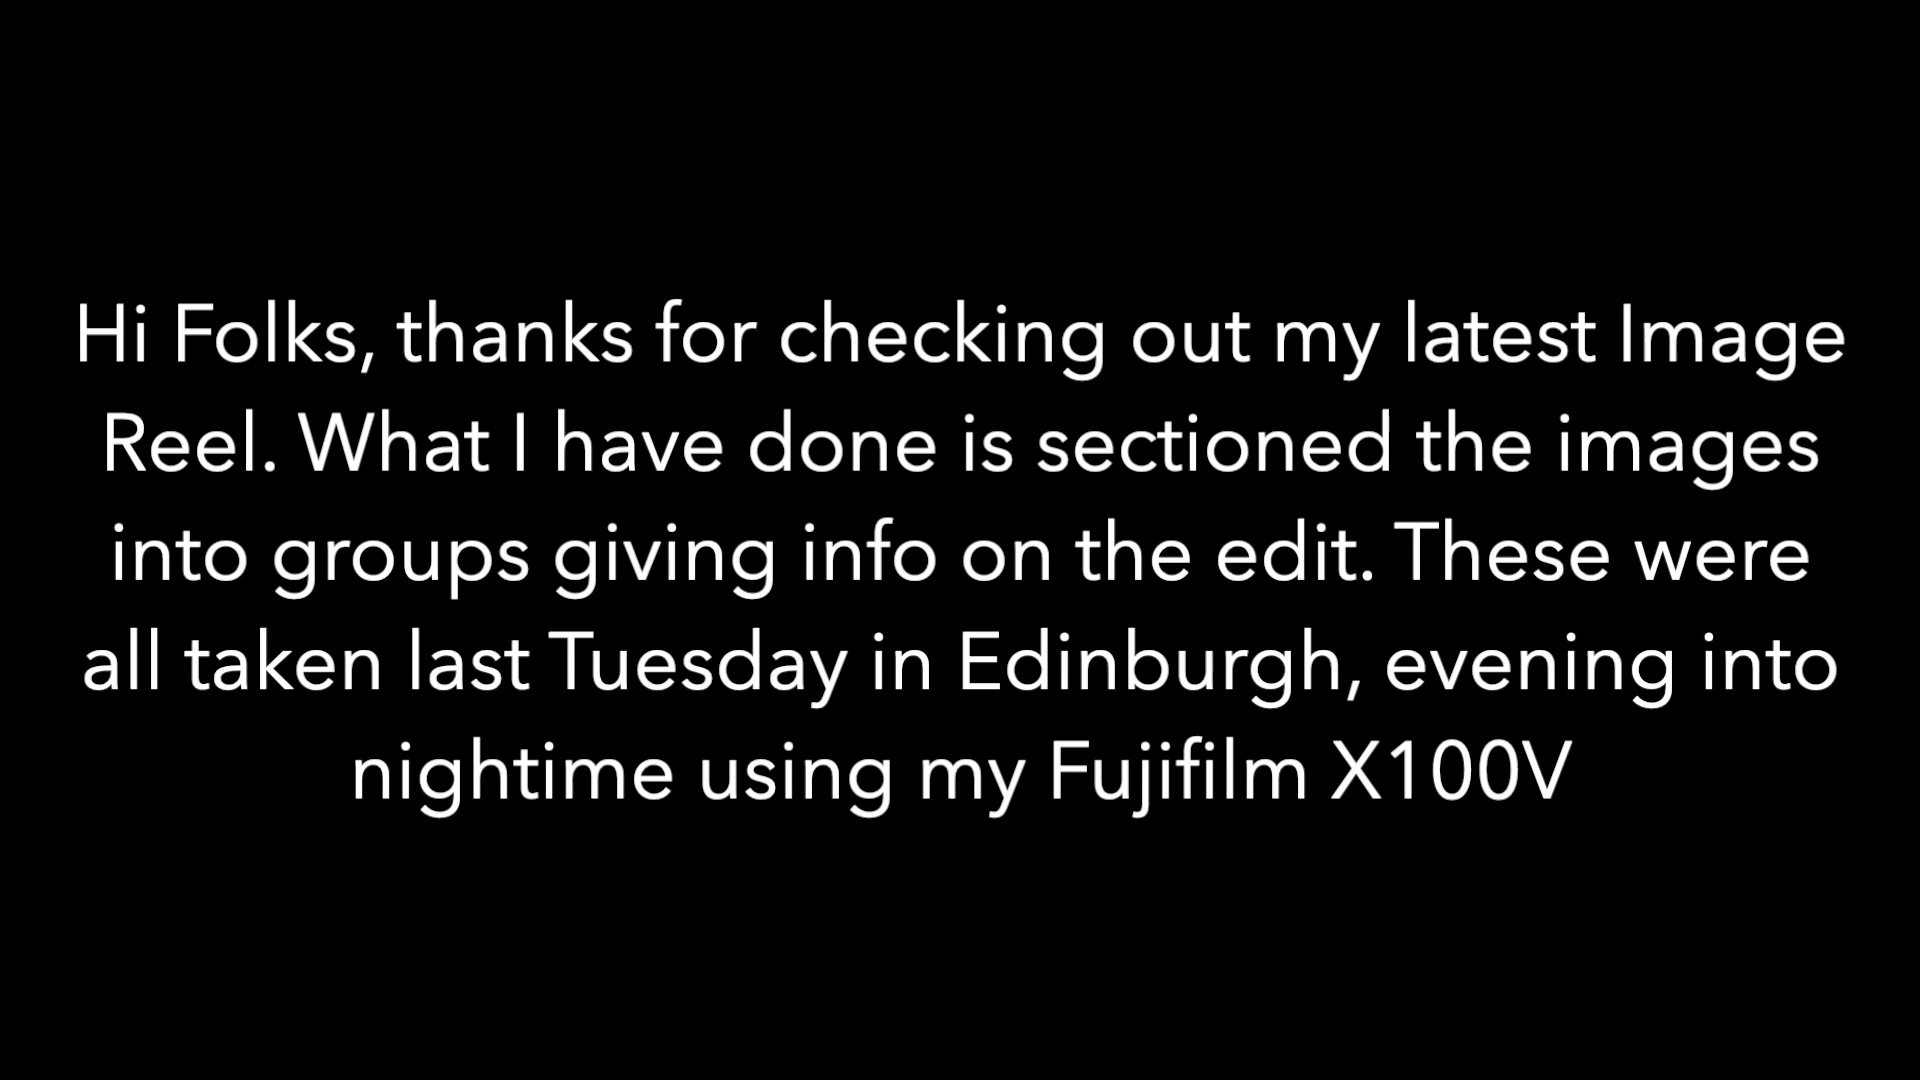 Hi Folks, thanks for checking out my latest Image
Reel. What I have done is sectioned the images
into groups giving info on the edit. These were
all taken last Tuesday in Edinburgh, evening into
nightime using my Fujifilm X100V